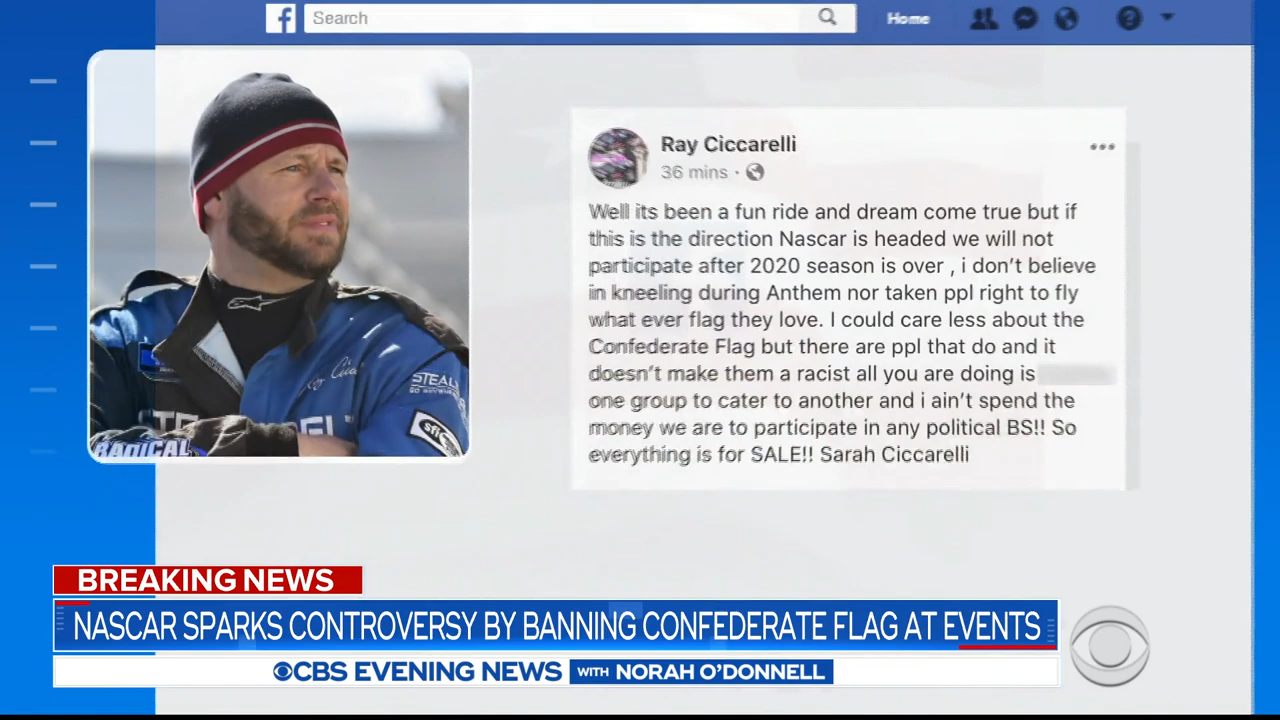 Search
Home
Ray Ciccarelli
36 mins
Well its been a fun ride and dream come true but if
this is the direction Nascar is headed we will not
participate after 2020 season is over , i don't believe
in kneeling during Anthem nor taken ppl right to fly
what ever flag they love. I could care less about the
Confederate Flag but there are ppl that do and it
doesn't make them a racist all you are doing is
one group to cater to another and i ain't spend the
money we are to participate in any political BS!! So
everything is for SALE!! Sarah Ciccarelli
STEALT
sfi
RADICAL
BREAKING NEWS
NASCAR SPARKS CONTROVERSY BY BANNING CONFEDERATE FLAG AT EVENTS
CBS EVENING NEWS WITH NORAH O'DONNELL